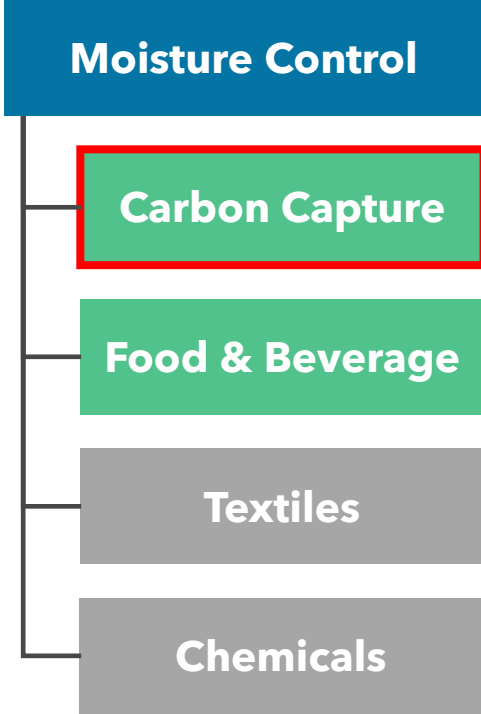 Moisture Control
Carbon Capture
Food & Beverage
Textiles
Chemicals